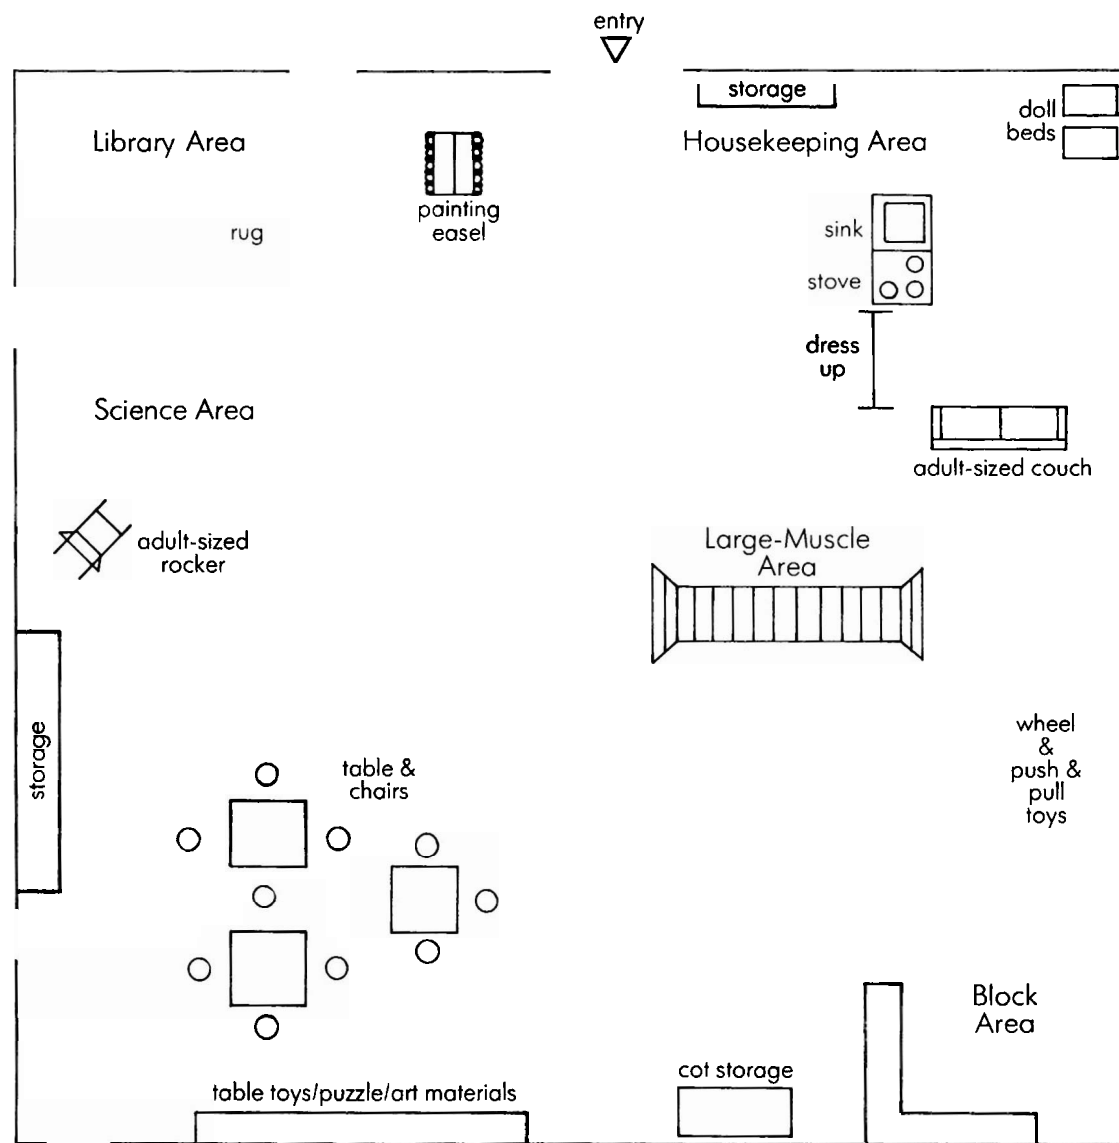 entry
storage
doll
beds
Library Area
Housekeeping Area
painting
easel
rug
sink
stove
dress
up
Science Area
adult-sized couch
adult-sized
rocker
Large-Muscle
Area
storage
wheel
&
push &
pull
toys
table &
chairs
Block
Area
cot storage
table toys/puzzle/art materials